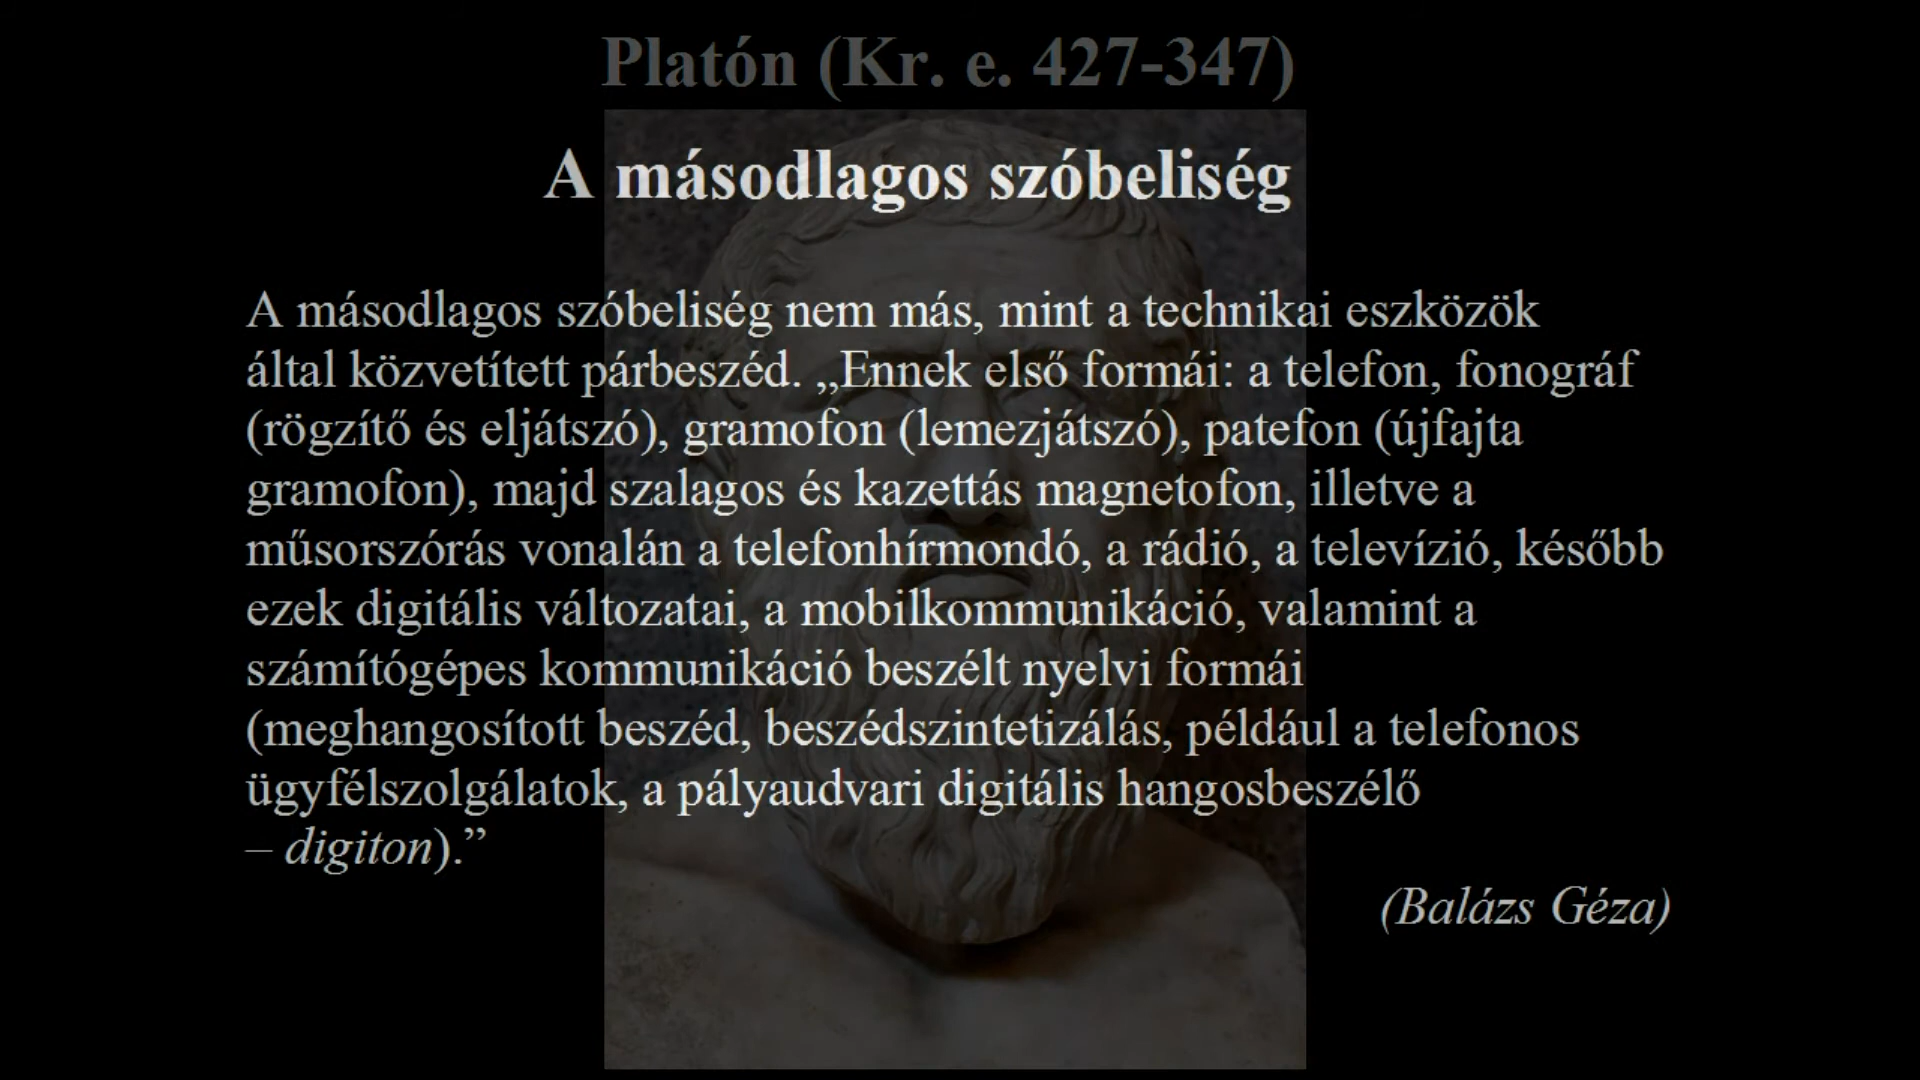 Platón (Kr. e. 427-347)
A másodlagos szóbeliség
A másodlagos szóbeliség nem más, mint a technikai eszközök
által közvetített párbeszéd. „Ennek első formái: a telefon, fonográf
(rögzítő és eljátszó), gramofon (lemezjátszó), patefon (újfajta
gramofon), majd szalagos és kazettás magnetofon, illetve a
műsorszórás vonalán a telefonhírmondó, a rádió, a televízió, később
ezek digitális változatai, a mobilkommunikáció, valamint a
számítógépes kommunikáció beszélt nyelvi formái
(meghangosított beszéd, beszédszintetizálás, például a telefonos
ügyfélszolgálatok, a pályaudvari digitális hangosbeszélő
– digiton).”
(Balázs Géza)